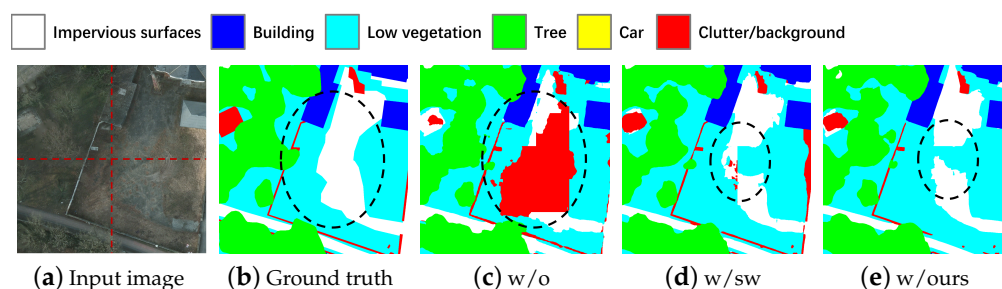 Impervious surfaces Building Low vegetation Tree Car Clutter/background
(a) Input image (b) Ground truth (c) w/o (d) w/sw (e) w/ours